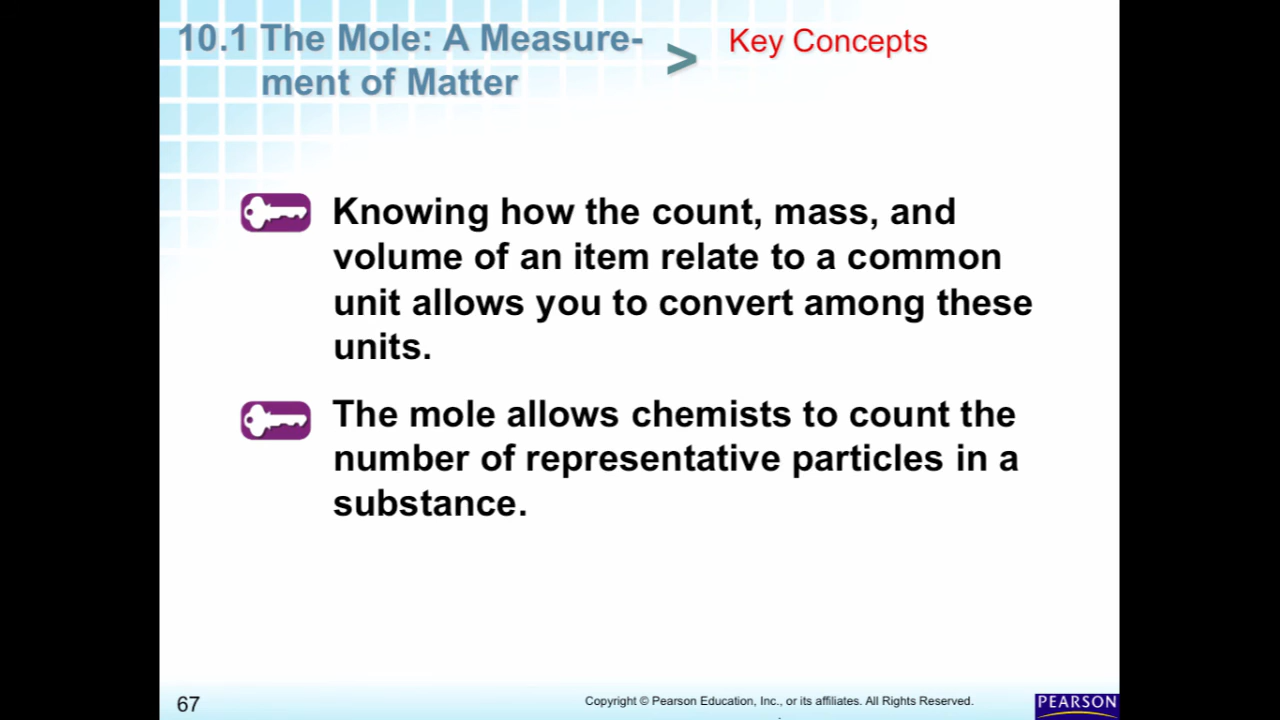 10.1 The Mole: A Measure-
ment of Matter
>
Key Concepts
Knowing how the count, mass, and
volume of an item relate to a common
unit allows you to convert among these
units.
The mole allows chemists to count the
number of representative particles in a
substance.
67
Copyright © Pearson Education, Inc., or its affiliates. All Rights Reserved.
PEARSON